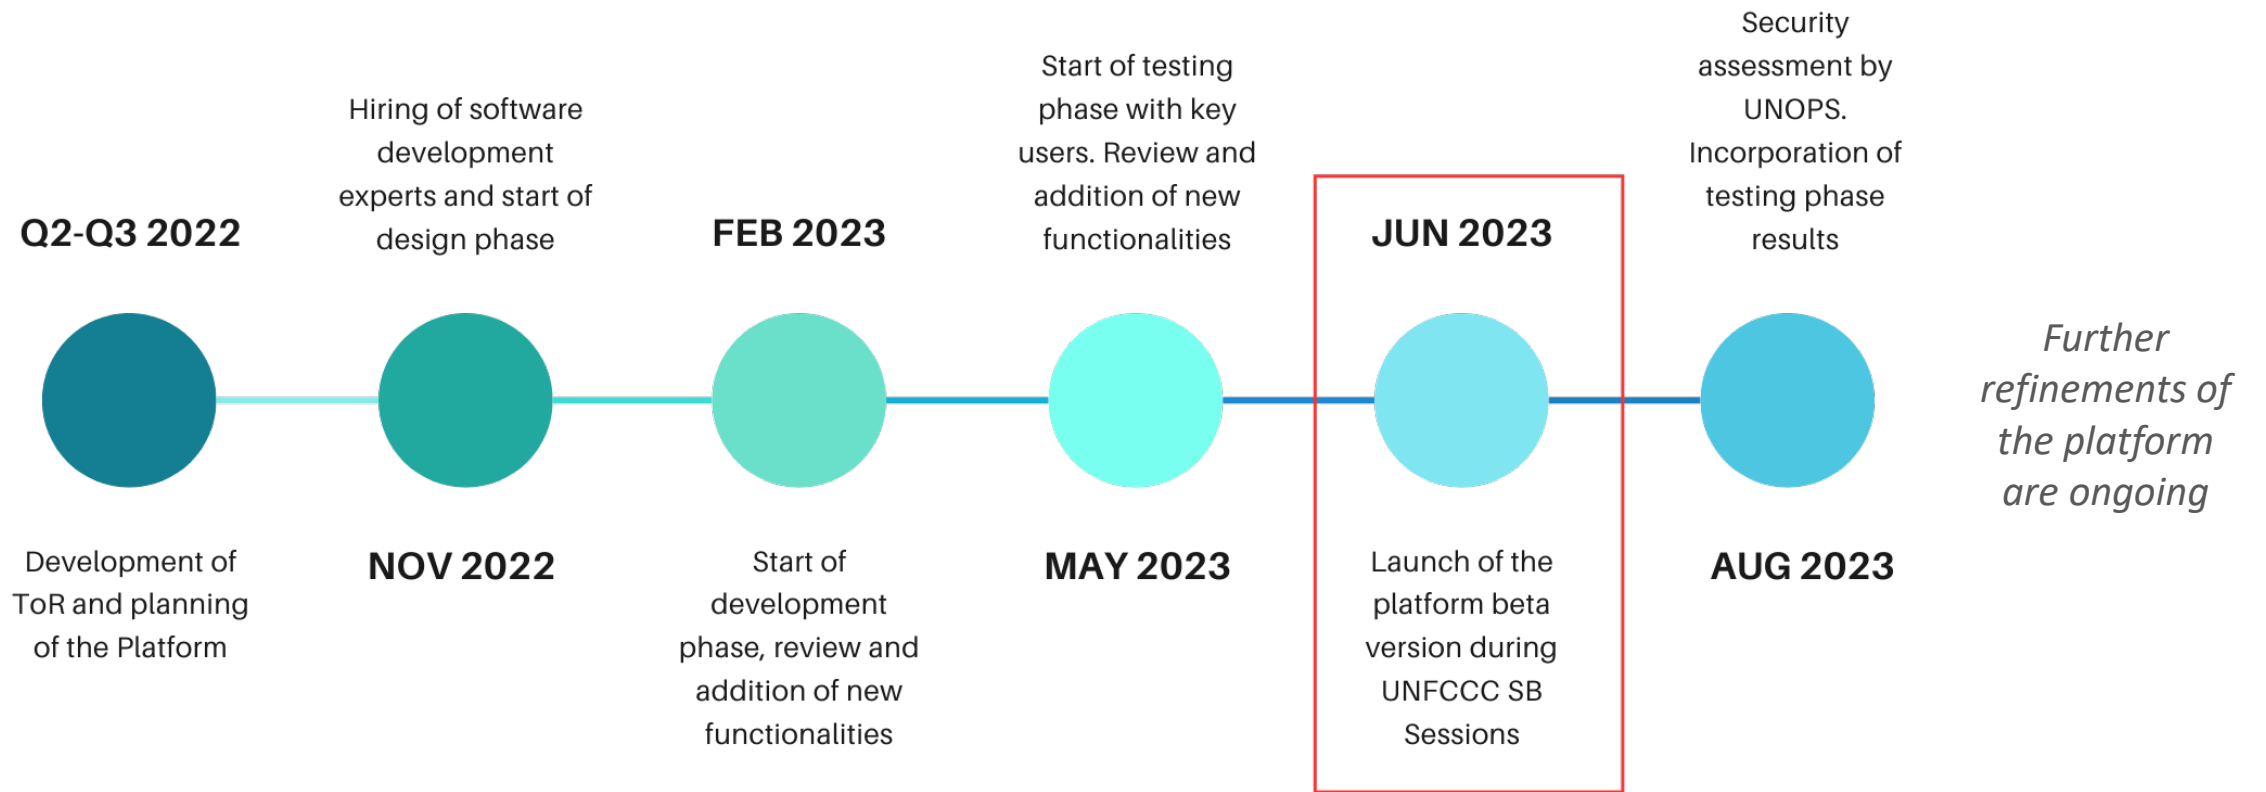 Q2-Q3 2022
Development of
ToR and planning
of the Platform
Hiring of software
development
experts and start of
design phase
NOV 2022
FEB 2023
Start of
development
phase, review and
addition of new
functionalities
Start of testing
phase with key
users. Review and
addition of new
functionalities
MAY 2023
JUN 2023
Launch of the
platform beta
version during
UNFCCC SB
Sessions
Security
assessment by
UNOPS.
Incorporation of
testing phase
results
AUG 2023
Further
refinements of
the platform
are ongoing